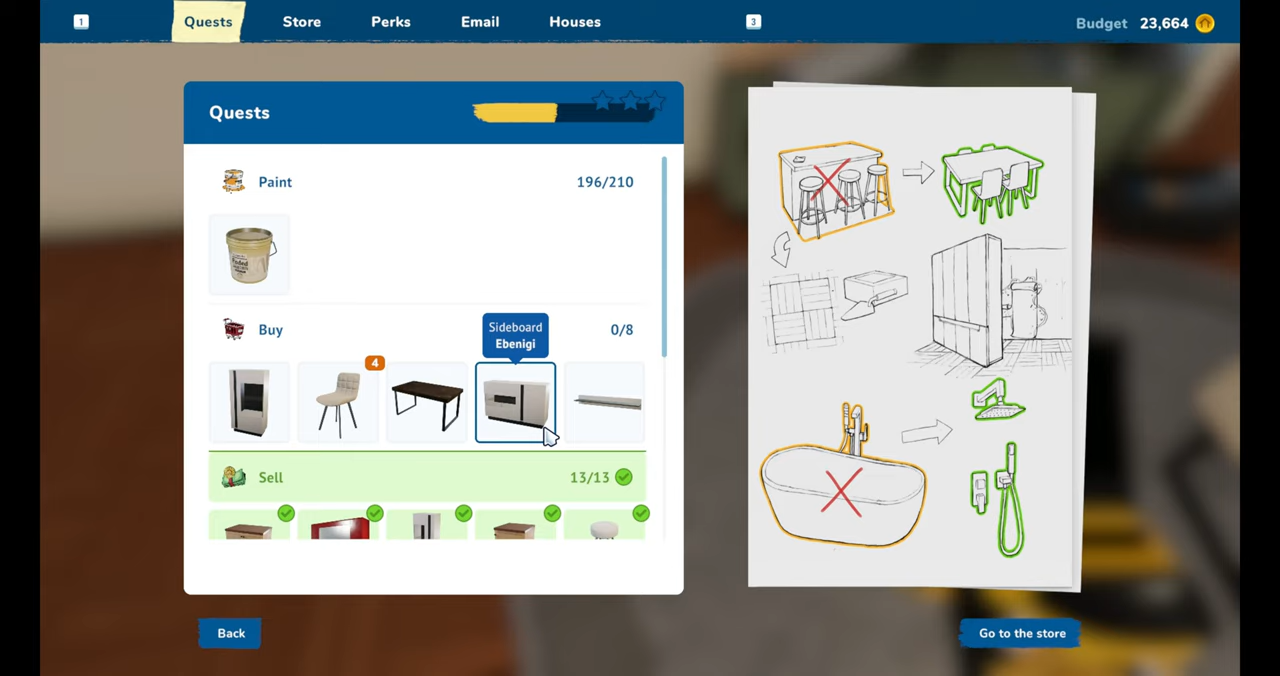 1
Quests
Store
Perks
Email
Houses
3
Budget 23,664
Quests
Paint
196/210
Buy
0/8
Sideboard
Ebenigi
4
Sell
13/13
Back
Go to the store